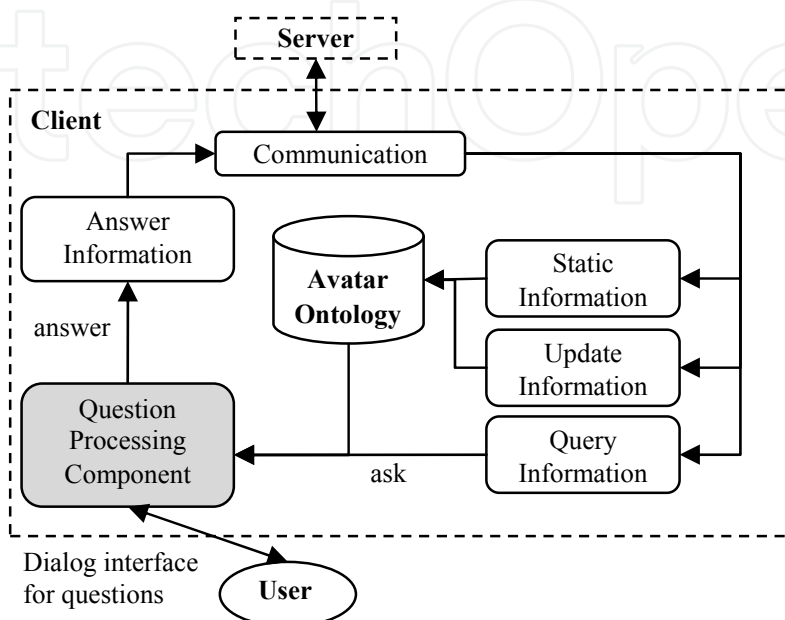 Server
Client
Communication
Answer
Information
Avatar
Ontology
Static
Information
answer
Update
Information
Question
Processing
Component
Query
Information
ask
Dialog interface
for questions
User
techOpe